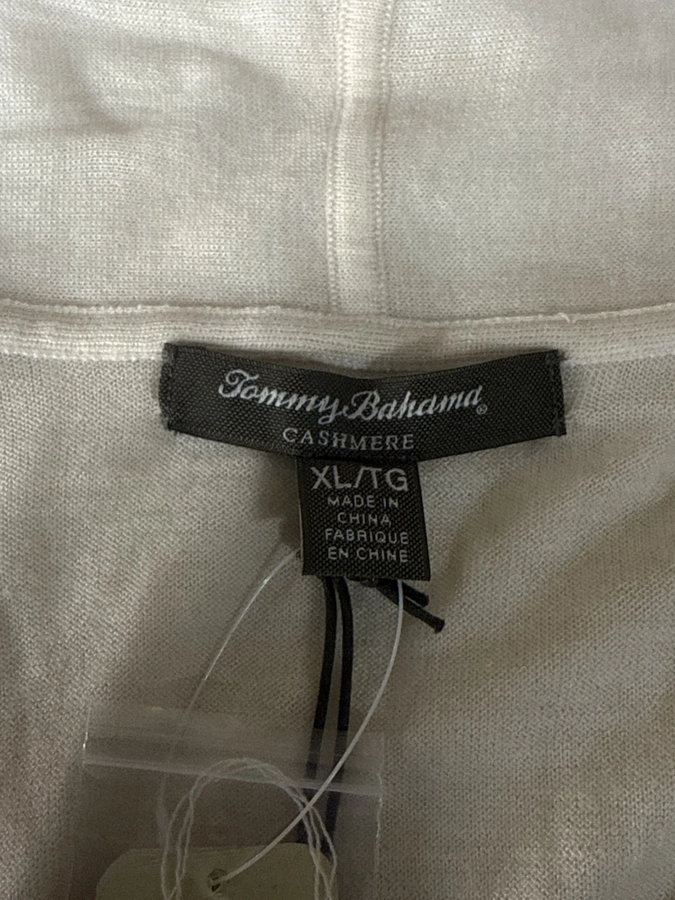 Tommy Bahama®
CASHMERE
XL/TG
MADE IN
CHINA
FABRIQUE
EN CHINE